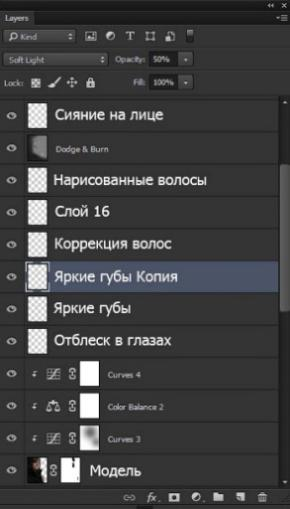 Layers
Kind
T
Soft Light Opacity: 50%
Lock: Fill: 100%
Сияние на лице
Dodge & Burn
Нарисованные волосы
Слой 16
Коррекция волос
Яркие губы Копия
Яркие губы
Отблеск в глазах
Curves 4
Color Balance 2
Curves 3
Модель
fx